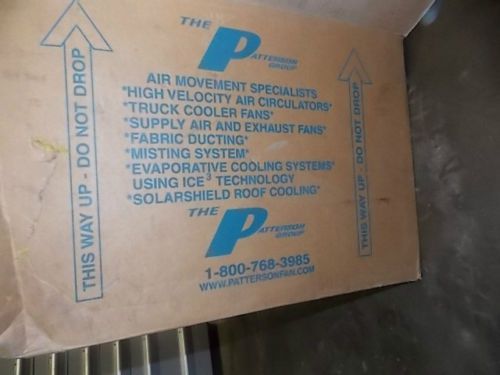 THE PATTERSON GROUP
AIR MOVEMENT SPECIALISTS
*HIGH VELOCITY AIR CIRCULATORS*
*TRUCK COOLER FANS*
*SUPPLY AIR AND EXHAUST FANS*
*FABRIC DUCTING*
*MISTING SYSTEM*
*EVAPORATIVE COOLING SYSTEMS*
USING ICE³ TECHNOLOGY
*SOLARSHIELD ROOF COOLING*
THE PATTERSON GROUP
1-800-768-3985
WWW.PATTERSONFAN.COM
THIS WAY UP - DO NOT DROP
THIS WAY UP - DO NOT DROP